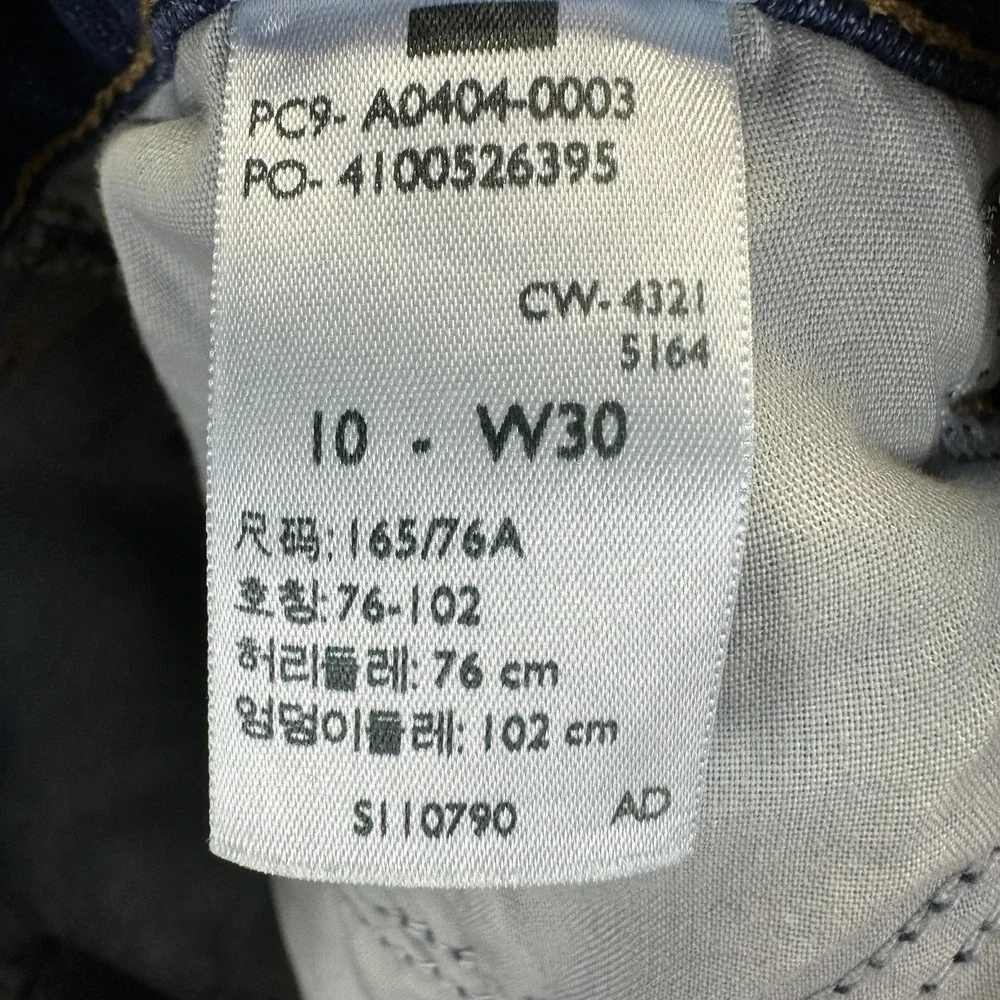 PC9- A0404-0003
PO- 4100526395
CW- 4321
5164
10 - W30
尺码: 165/76A
호칭: 76-102
허리둘레: 76 cm
엉덩이둘레: 102 cm
S110790 AD